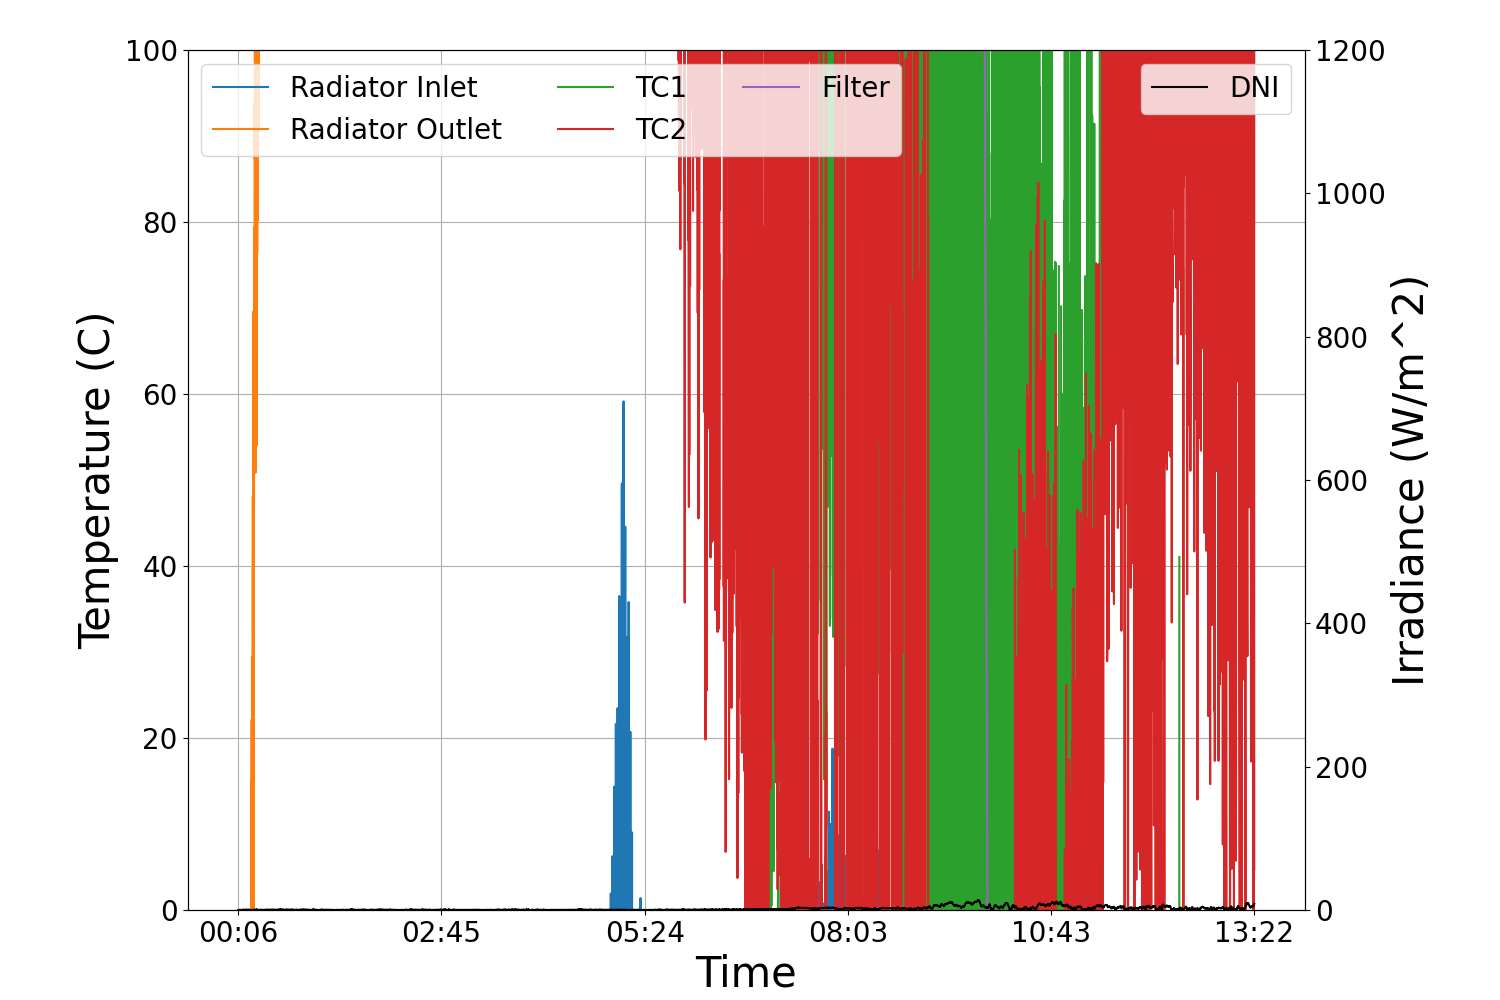 100
80
60
40
20
0
Temperature (C)
Radiator Inlet
Radiator Outlet
TC1
TC2
Filter
DNI
1200
1000
800
600
400
200
0
Irradiance (W/m^2)
00:06 02:45 05:24 08:03 10:43 13:22
Time